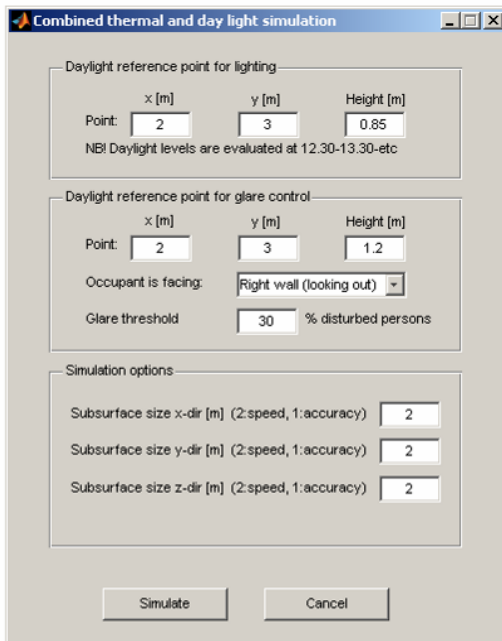 Combined thermal and day light simulation
Daylight reference point for lighting
x [m] y [m] Height [m]
Point: 2 3 0.85
NB! Daylight levels are evaluated at 12.30-13.30-etc
Daylight reference point for glare control
x [m] y [m] Height [m]
Point: 2 3 1.2
Occupant is facing: Right wall (looking out)
Glare threshold 30 % disturbed persons
Simulation options
Subsurface size x-dir [m] (2:speed, 1:accuracy) 2
Subsurface size y-dir [m] (2:speed, 1:accuracy) 2
Subsurface size z-dir [m] (2:speed, 1:accuracy) 2
Simulate Cancel